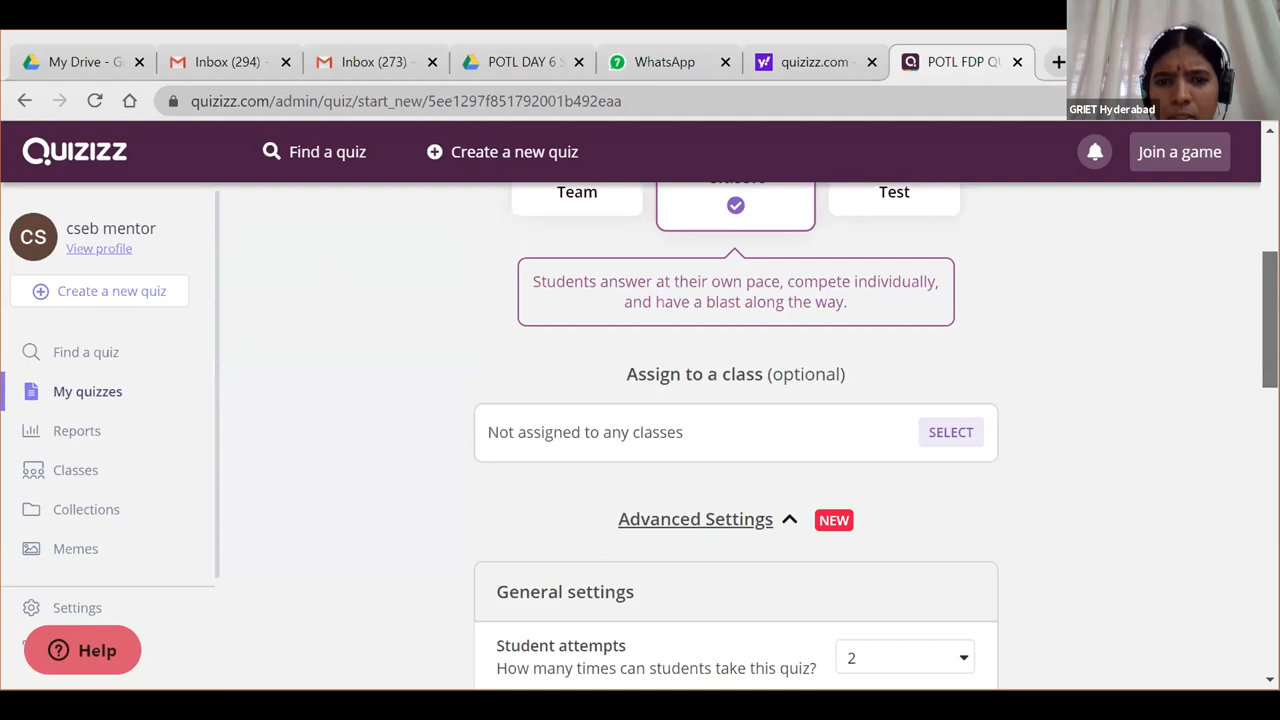 My Drive - G
Inbox (294) -
Inbox (273) -
POTL DAY 6 S
WhatsApp
quizizz.com -
POTL FDP QU
GRIET Hyderabad
quizizz.com/admin/quiz/start_new/5ee1297f851792001b492eaa
Quizizz
Find a quiz
Create a new quiz
Join a game
CS
cseb mentor
View profile
Create a new quiz
Find a quiz
My quizzes
Reports
Classes
Collections
Memes
Settings
Help
Team
Test
Students answer at their own pace, compete individually,
and have a blast along the way.
Assign to a class (optional)
Not assigned to any classes
SELECT
Advanced Settings
NEW
General settings
Student attempts
How many times can students take this quiz?
2